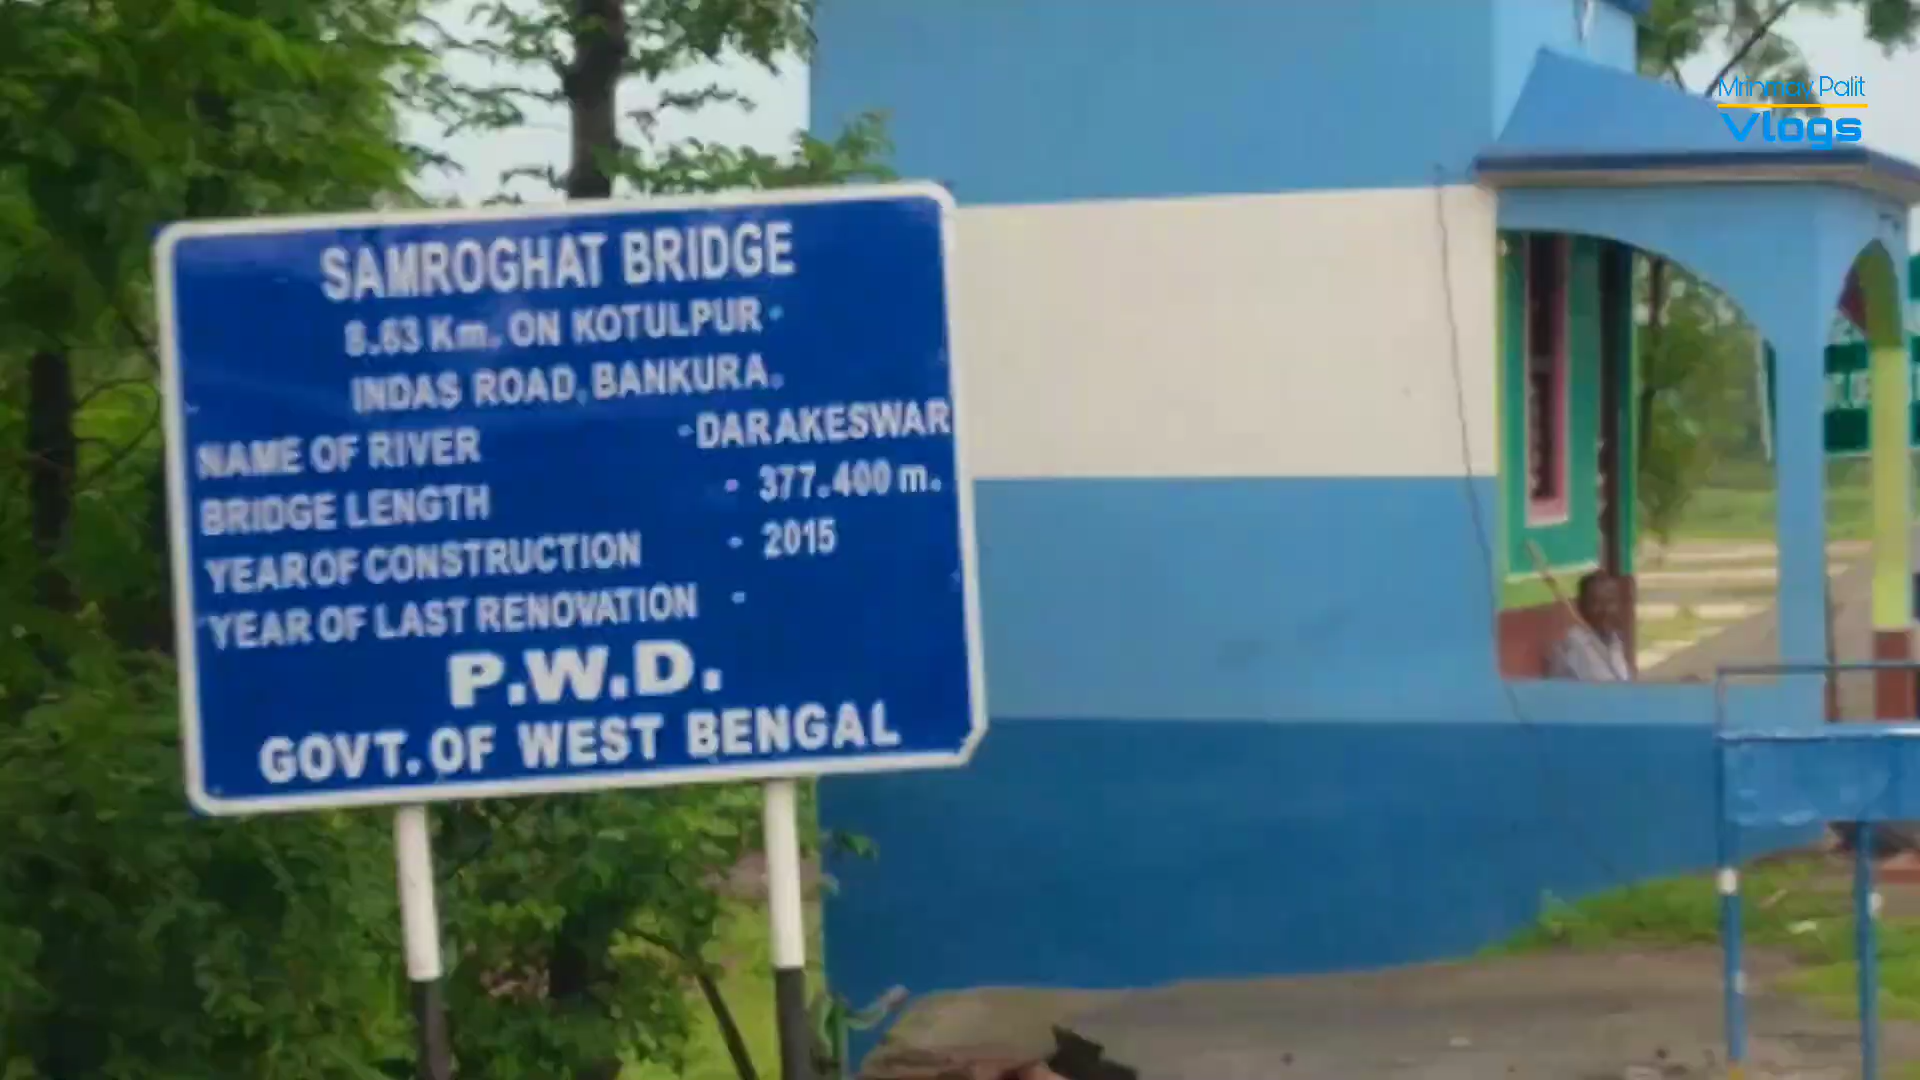 SAMROGHAT BRIDGE
8.63 Km. ON KOTULPUR -
INDAS ROAD, BANKURA.
NAME OF RIVER - DARAKESWAR
BRIDGE LENGTH - 377.400 m.
YEAR OF CONSTRUCTION - 2015
YEAR OF LAST RENOVATION -
P.W.D.
GOVT. OF WEST BENGAL
Mrinmay Palit
Vlogs